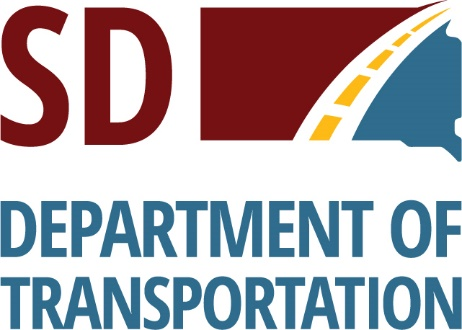 SD
DEPARTMENT OF
TRANSPORTATION